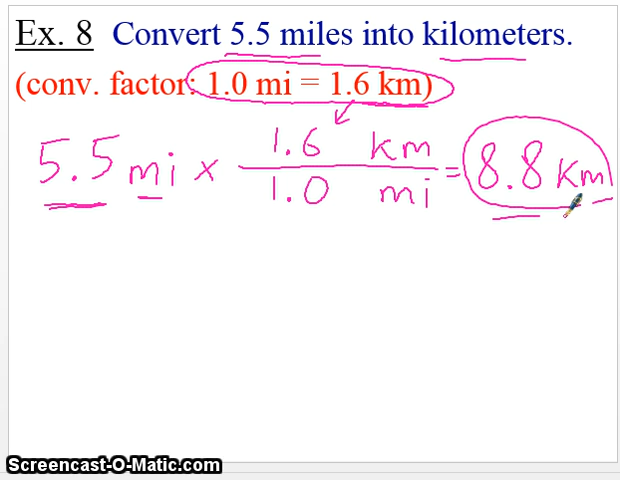 Ex. 8 Convert 5.5 miles into kilometers.
(conv. factor: 1.0 mi = 1.6 km)
5.5 mi × 1.6 km / 1.0 mi = 8.8 km
Screencast-O-Matic.com